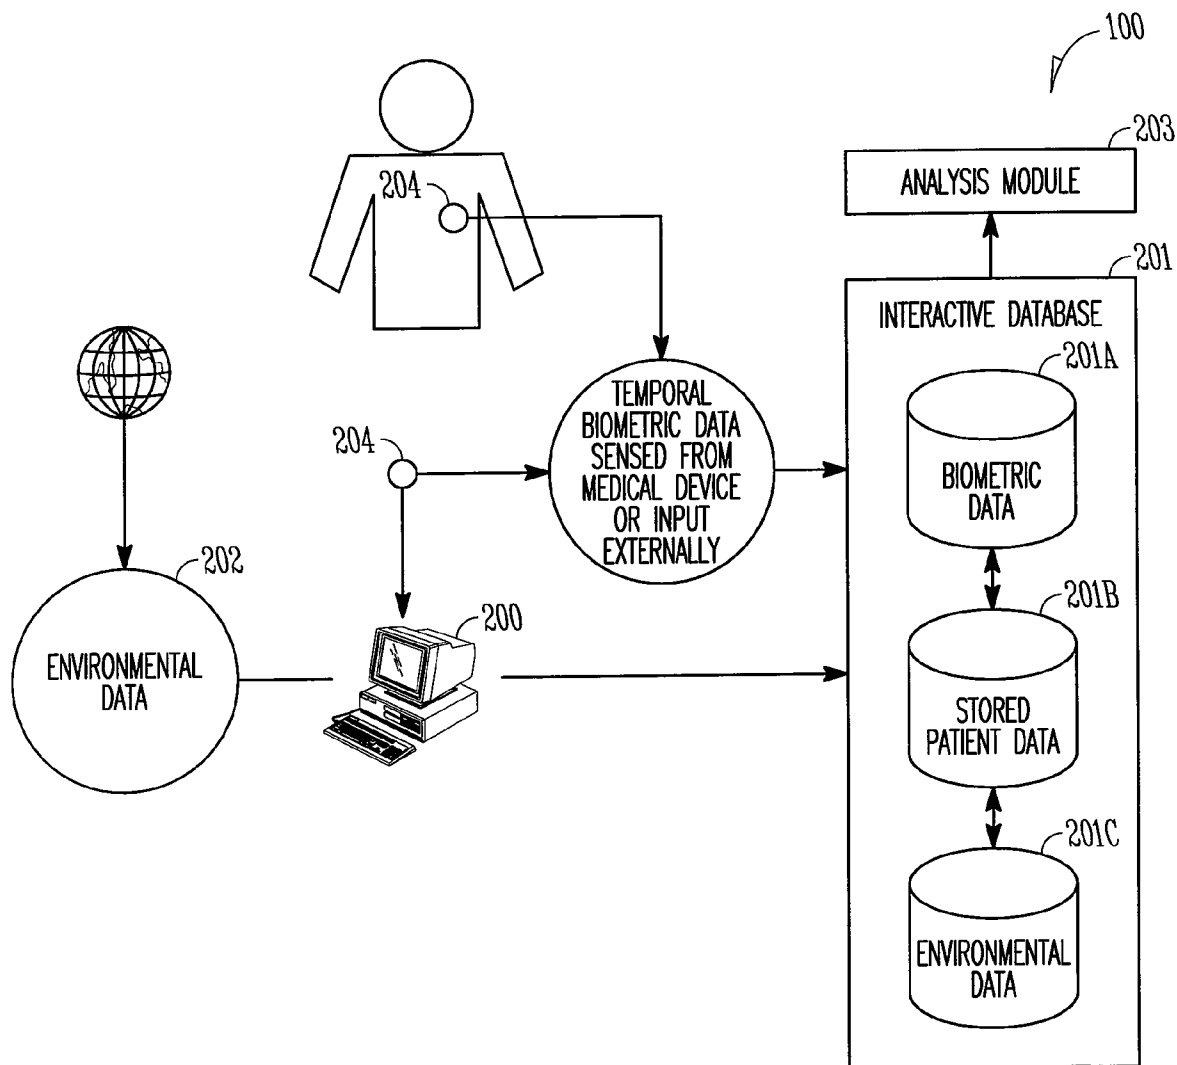 100
203
ANALYSIS MODULE
204
201
INTERACTIVE DATABASE
201A
BIOMETRIC
DATA
TEMPORAL
BIOMETRIC DATA
SENSED FROM
MEDICAL DEVICE
OR INPUT
EXTERNALLY
204
202
ENVIRONMENTAL
DATA
200
201B
STORED
PATIENT DATA
201C
ENVIRONMENTAL
DATA